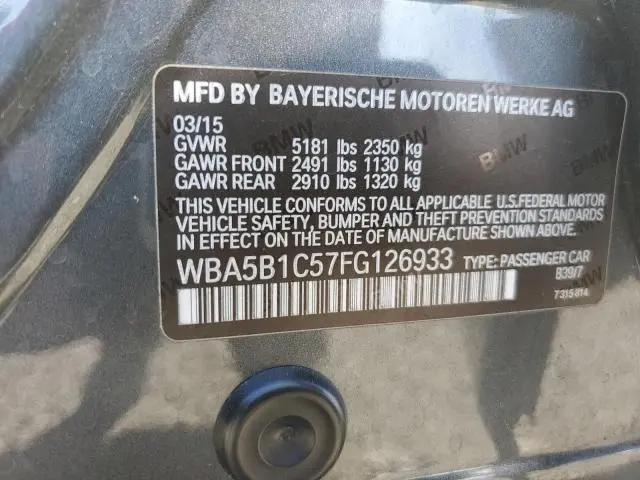 MFD BY BAYERISCHE MOTOREN WERKE AG
03/15
GVWR 5181 lbs 2350 kg
GAWR FRONT 2491 lbs 1130 kg
GAWR REAR 2910 lbs 1320 kg
THIS VEHICLE CONFORMS TO ALL APPLICABLE U.S.FEDERAL MOTOR
VEHICLE SAFETY, BUMPER AND THEFT PREVENTION STANDARDS
IN EFFECT ON THE DATE OF MANUFACTURE SHOWN ABOVE.
WBA5B1C57FG126933 TYPE: PASSENGER CAR
B39/7
7315814